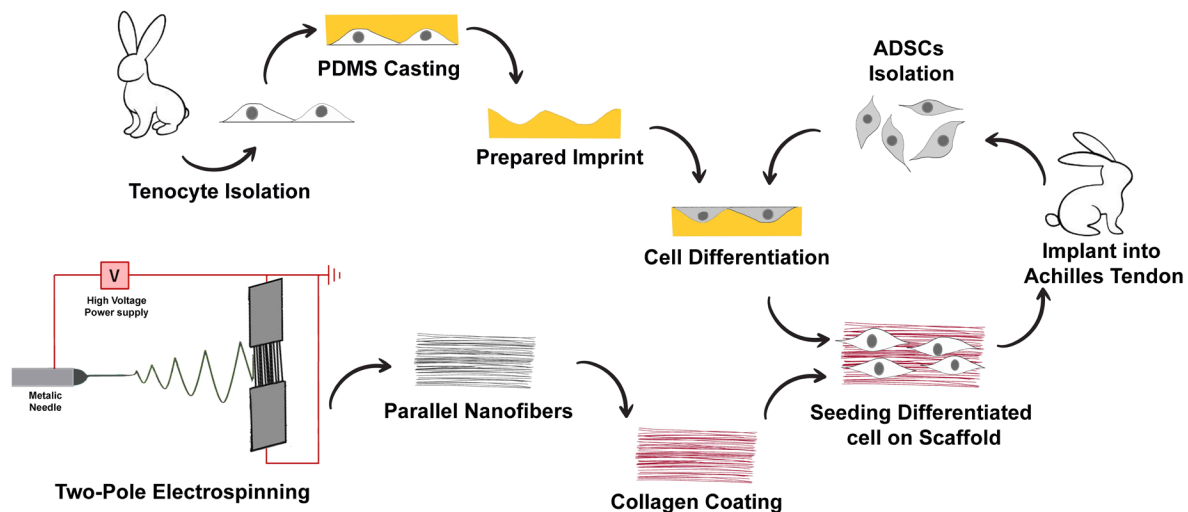 PDMS Casting
ADSCs
Isolation
Prepared Imprint
Tenocyte Isolation
Cell Differentiation
Implant into
Achilles Tendon
V
High Voltage
Power supply
Metalic
Needle
Parallel Nanofibers
Seeding Differentiated
cell on Scaffold
Two-Pole Electrospinning
Collagen Coating